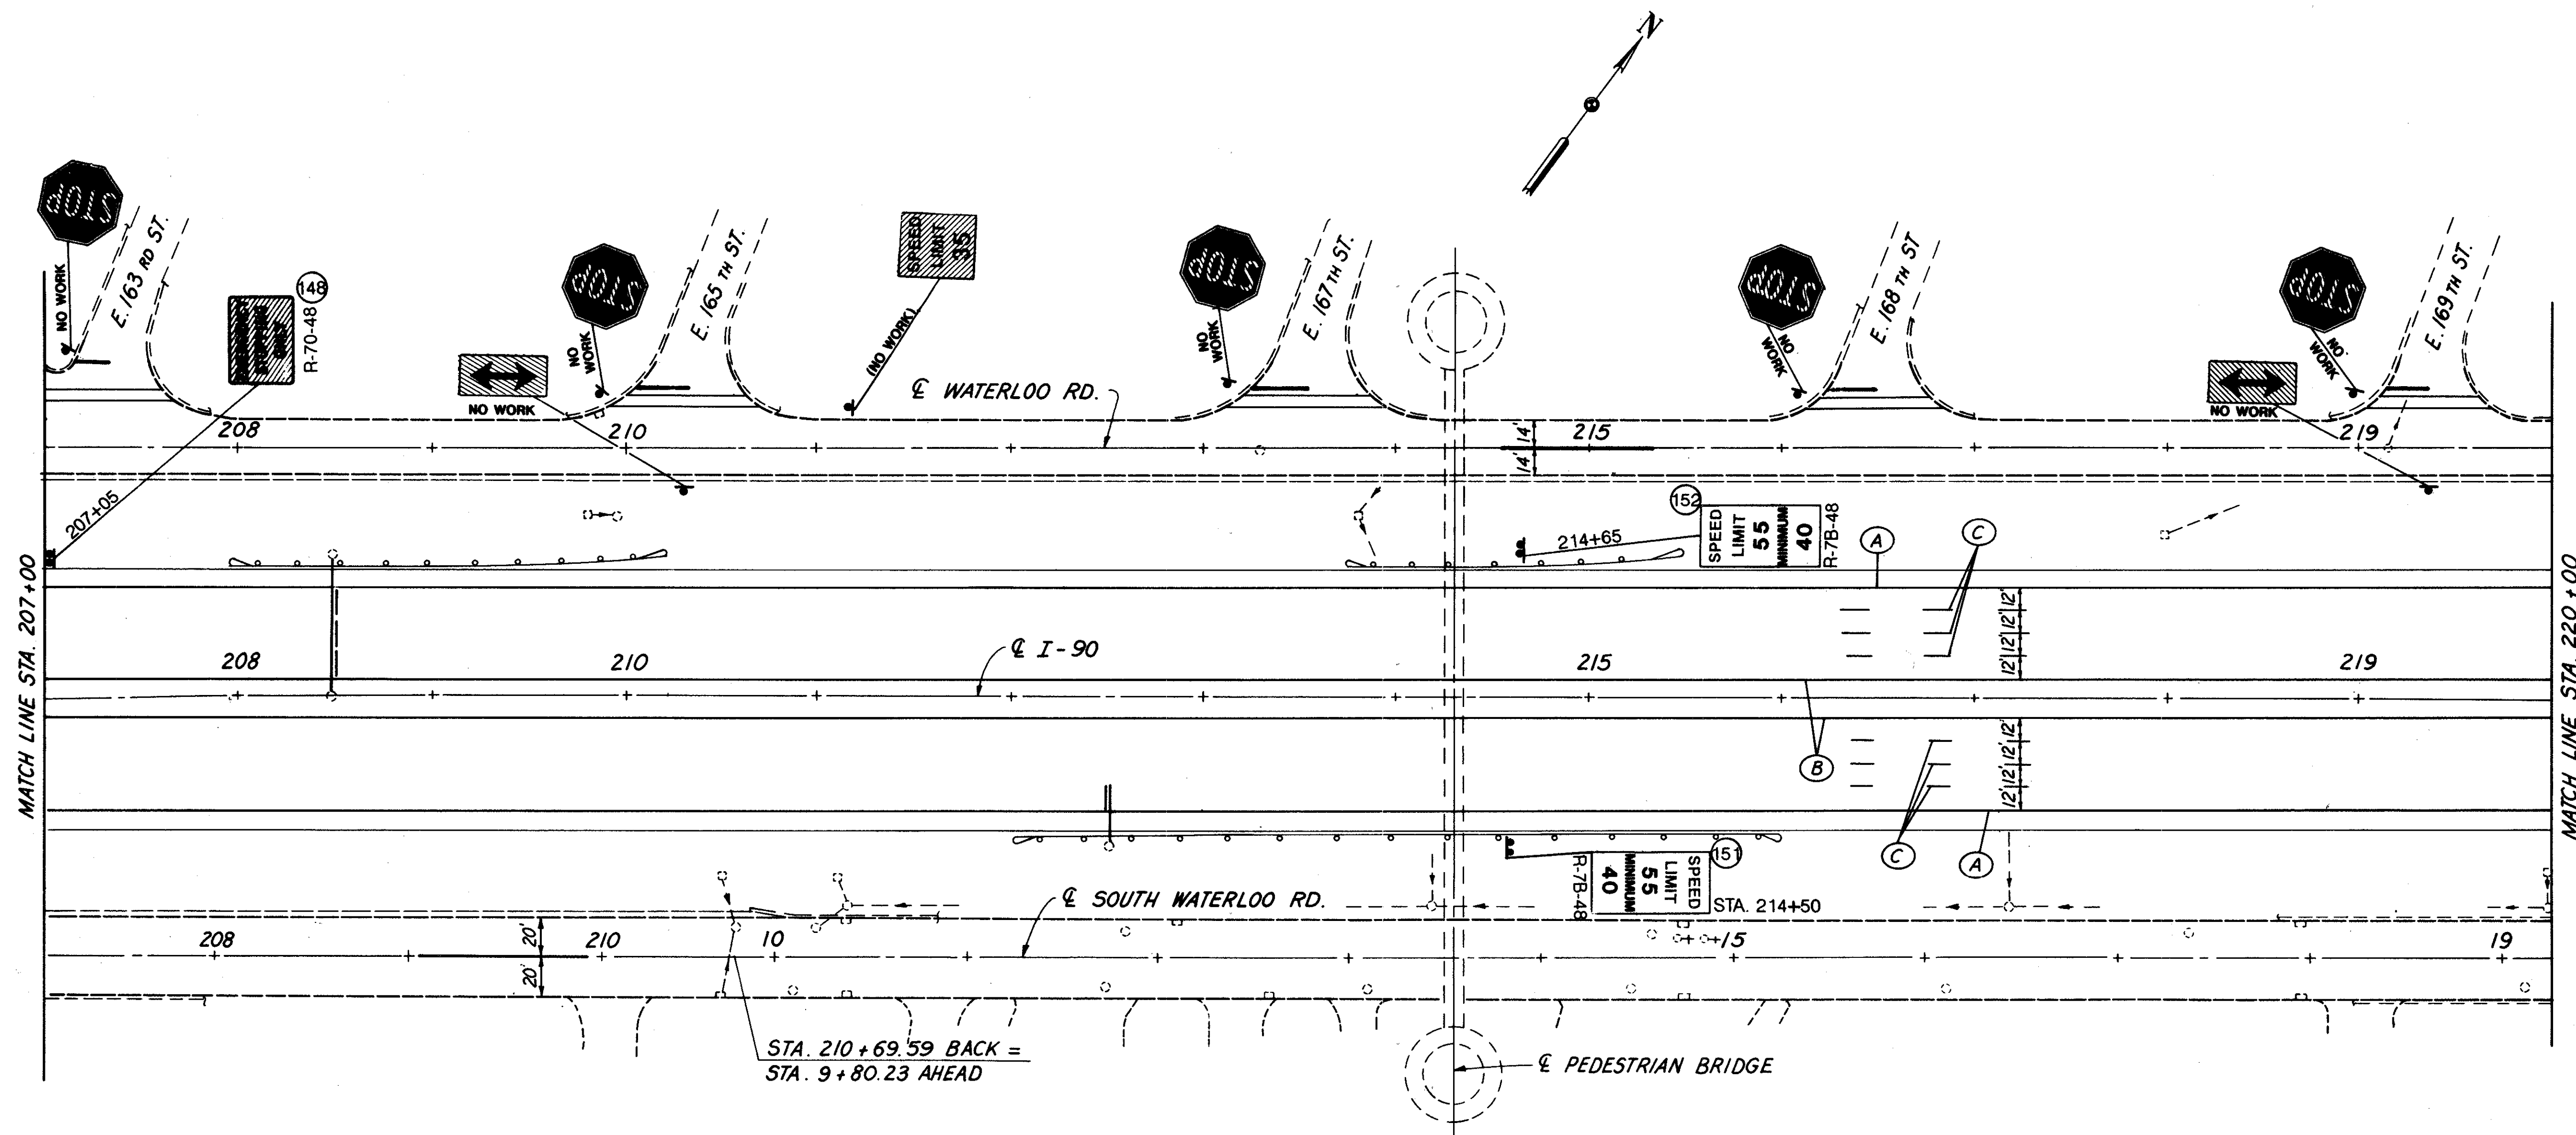 N
STOP
NO WORK
E. 163 RD ST.
EMERGENCY
STOPPING
ONLY
R-70-48
148
207+05
NO WORK
STOP
NO
WORK
E. 165 TH ST.
SPEED
LIMIT
35
(NO WORK)
℄ WATERLOO RD.
STOP
NO
WORK
E. 167 TH ST.
STOP
NO
WORK
E. 168 TH ST
STOP
NO
WORK
NO WORK
E. 169 TH ST.
208
210
14'
14'
215
219
152
SPEED
LIMIT
55
MINIMUM
40
R-7B-48
214+65
A
C
MATCH LINE STA. 207+00
MATCH LINE STA. 220+00
12'
12'
12'
12'
208
210
℄ I-90
215
219
B
12'
12'
12'
12'
C
A
151
SPEED
LIMIT
55
MINIMUM
40
R-7B-48
STA. 214+50
℄ SOUTH WATERLOO RD.
208
20'
20'
210
10
15
19
STA. 210+69.59 BACK =
STA. 9+80.23 AHEAD
℄ PEDESTRIAN BRIDGE